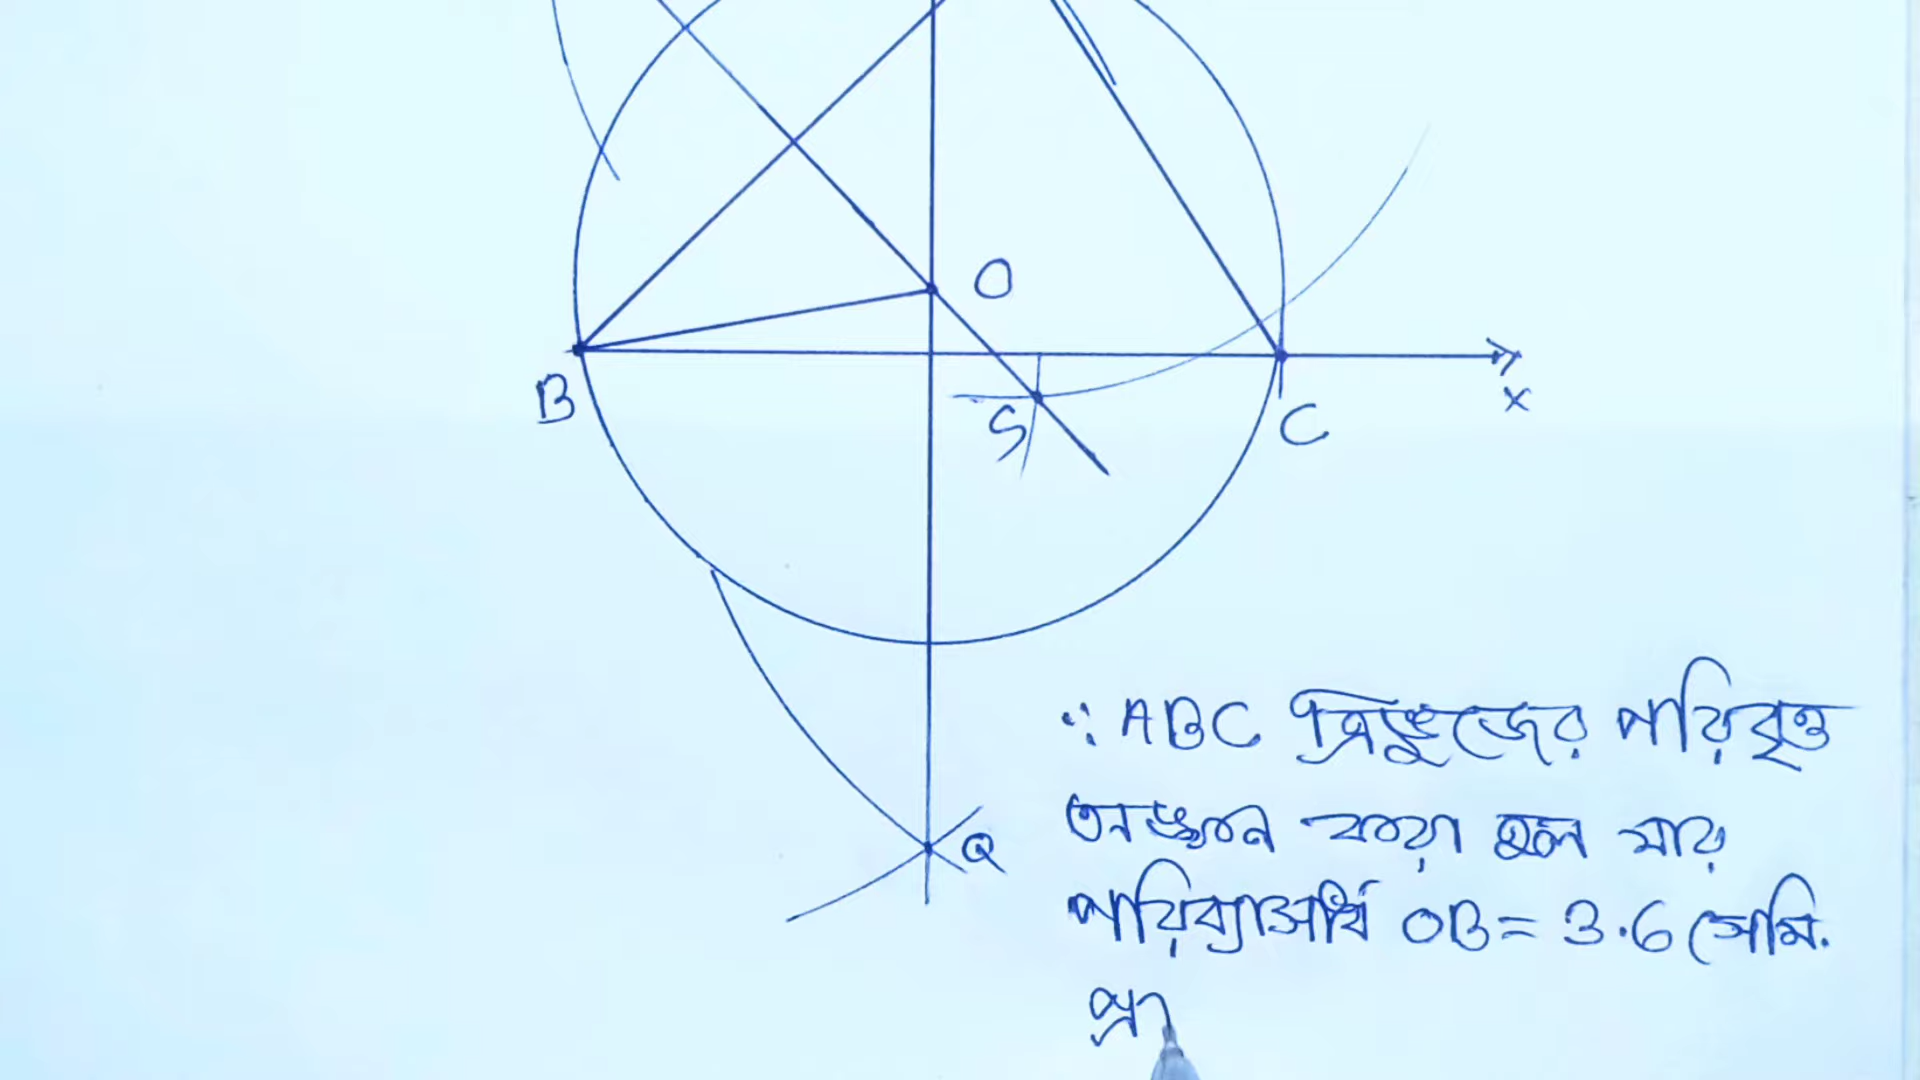 O
B
S
C
x
Q
∴ ABC ত্রিভুজের পরিবৃত্ত
অঙ্কন করা হল যার
পরিব্যাসার্ধ OB = 3.6 সেমি.
প্রা